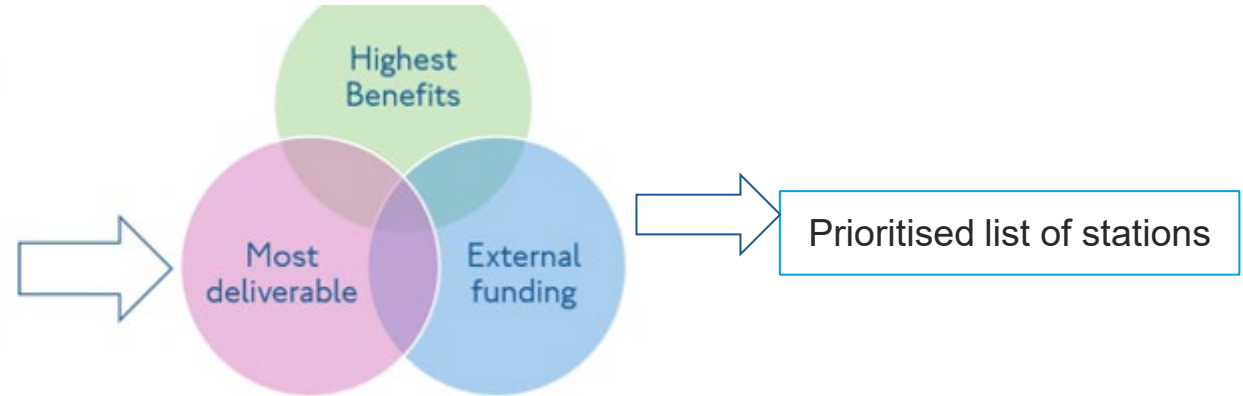 Highest
Benefits
Most
deliverable
External
funding
Prioritised list of stations